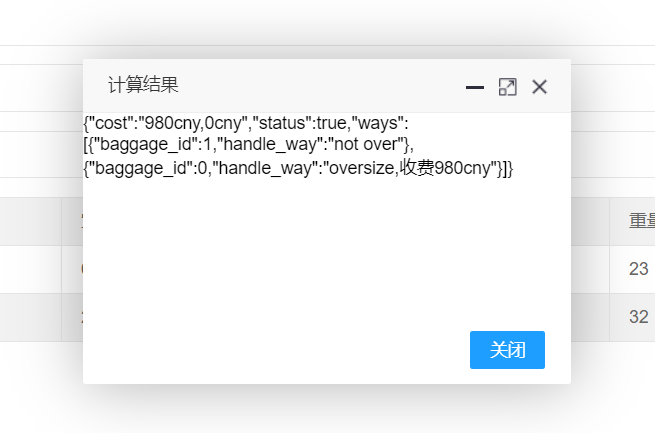 计算结果
{"cost":"980cny,0cny","status":true,"ways":
[{"baggage_id":1,"handle_way":"not over"},
{"baggage_id":0,"handle_way":"oversize,收费980cny"}]}
重量
23
32
关闭